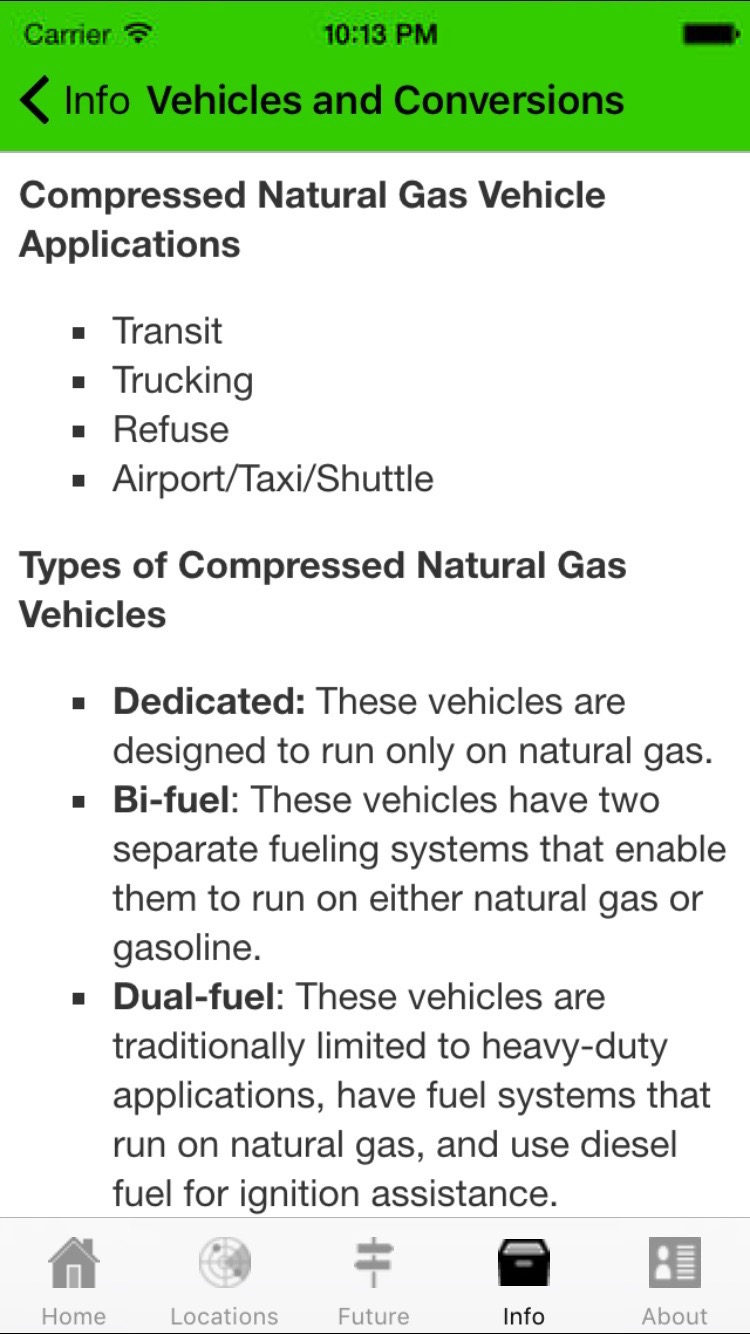 Carrier 10:13 PM
Info Vehicles and Conversions
Compressed Natural Gas Vehicle
Applications
▪ Transit
▪ Trucking
▪ Refuse
▪ Airport/Taxi/Shuttle
Types of Compressed Natural Gas
Vehicles
▪ Dedicated: These vehicles are
designed to run only on natural gas.
▪ Bi-fuel: These vehicles have two
separate fueling systems that enable
them to run on either natural gas or
gasoline.
▪ Dual-fuel: These vehicles are
traditionally limited to heavy-duty
applications, have fuel systems that
run on natural gas, and use diesel
fuel for ignition assistance.
Home Locations Future Info About